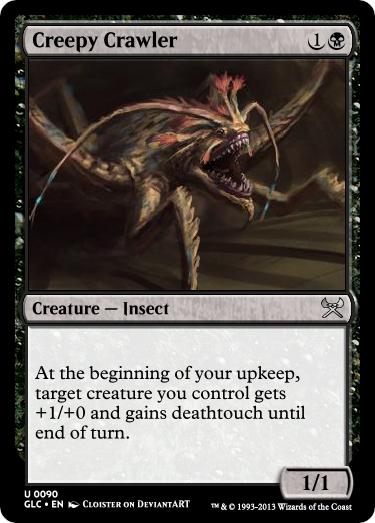 Creepy Crawler 1
Creature — Insect
At the beginning of your upkeep,
target creature you control gets
+1/+0 and gains deathtouch until
end of turn.
1/1
U 0090
GLC • EN Cloister on DeviantART
™ & © 1993-2013 Wizards of the Coast